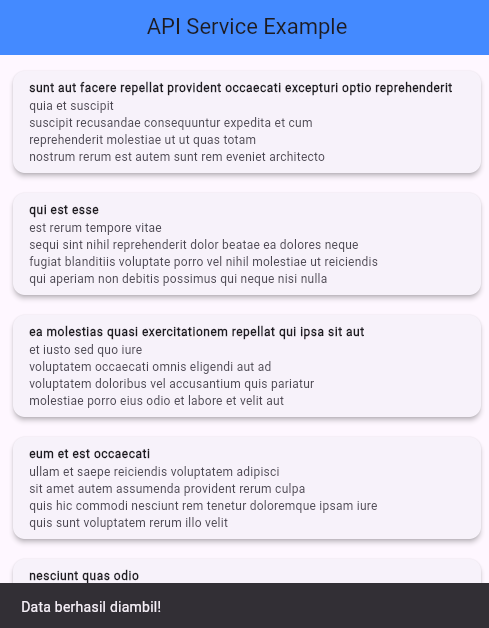 API Service Example
sunt aut facere repellat provident occaecati excepturi optio reprehenderit
quia et suscipit
suscipit recusandae consequuntur expedita et cum
reprehenderit molestiae ut ut quas totam
nostrum rerum est autem sunt rem eveniet architecto
qui est esse
est rerum tempore vitae
sequi sint nihil reprehenderit dolor beatae ea dolores neque
fugiat blanditiis voluptate porro vel nihil molestiae ut reiciendis
qui aperiam non debitis possimus qui neque nisi nulla
ea molestias quasi exercitationem repellat qui ipsa sit aut
et iusto sed quo iure
voluptatem occaecati omnis eligendi aut ad
voluptatem doloribus vel accusantium quis pariatur
molestiae porro eius odio et labore et velit aut
eum et est occaecati
ullam et saepe reiciendis voluptatem adipisci
sit amet autem assumenda provident rerum culpa
quis hic commodi nesciunt rem tenetur doloremque ipsam iure
quis sunt voluptatem rerum illo velit
nesciunt quas odio
Data berhasil diambil!